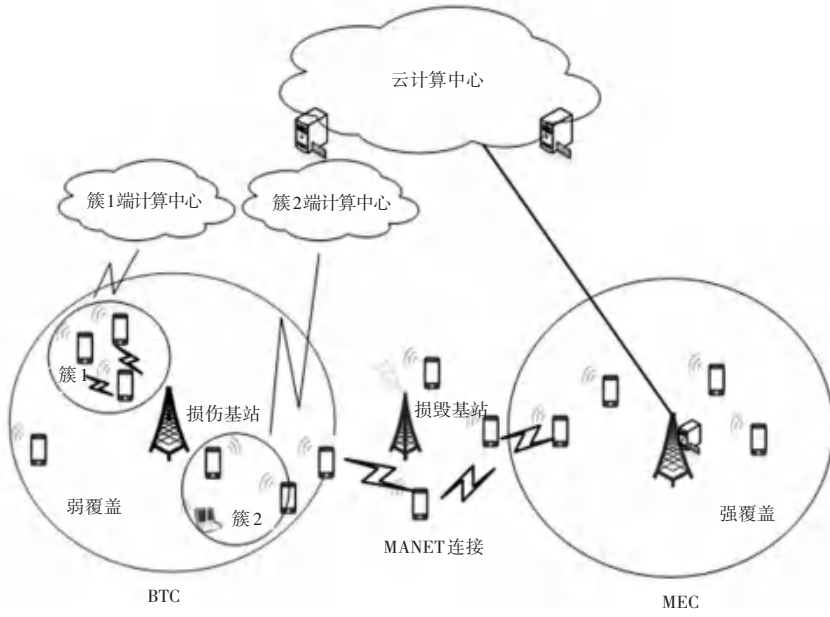 云计算中心
簇1端计算中心
簇2端计算中心
簇1
损伤基站
损毁基站
弱覆盖
簇2
强覆盖
MANET连接
BTC
MEC